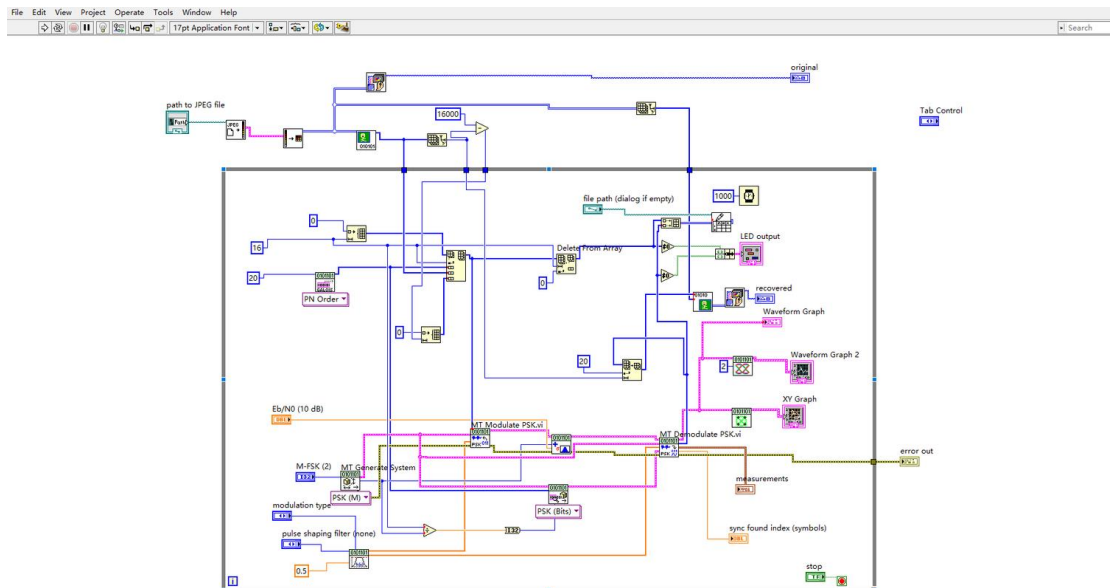 File Edit View Project Operate Tools Window Help
17pt Application Font
Search
original
path to JPEG file
Path
JPEG
16000
010101
Tab Control
file path (dialog if empty)
1000
0
16
Delete From Array
LED output
20
PN Order
0
recovered
Waveform Graph
0
20
2
Waveform Graph 2
XY Graph
Eb/N0 (10 dB)
MT Modulate PSK.vi
MT Demodulate PSK.vi
error out
M-FSK (2)
I32
MT Generate System
PSK (M)
PSK (Bits)
measurements
modulation type
I32
pulse shaping filter (none)
sync found index (symbols)
0.5
stop
i